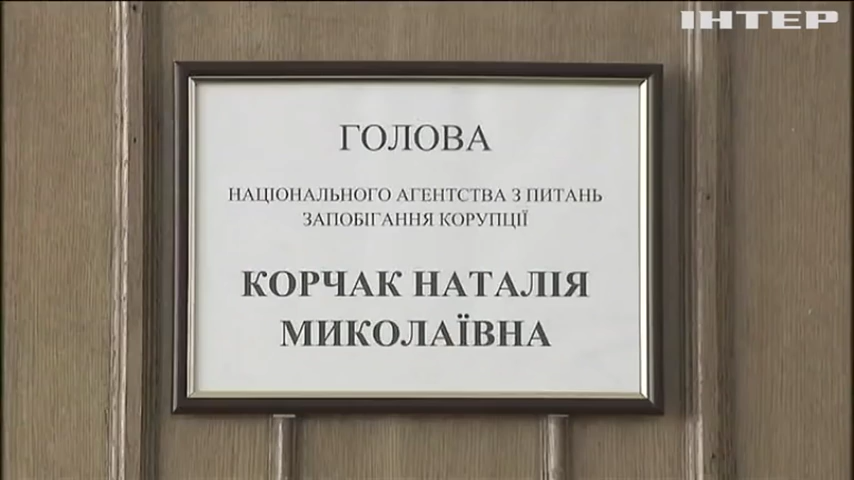 ІНТЕР
ГОЛОВА
НАЦІОНАЛЬНОГО АГЕНТСТВА З ПИТАНЬ
ЗАПОБІГАННЯ КОРУПЦІЇ
КОРЧАК НАТАЛІЯ
МИКОЛАЇВНА